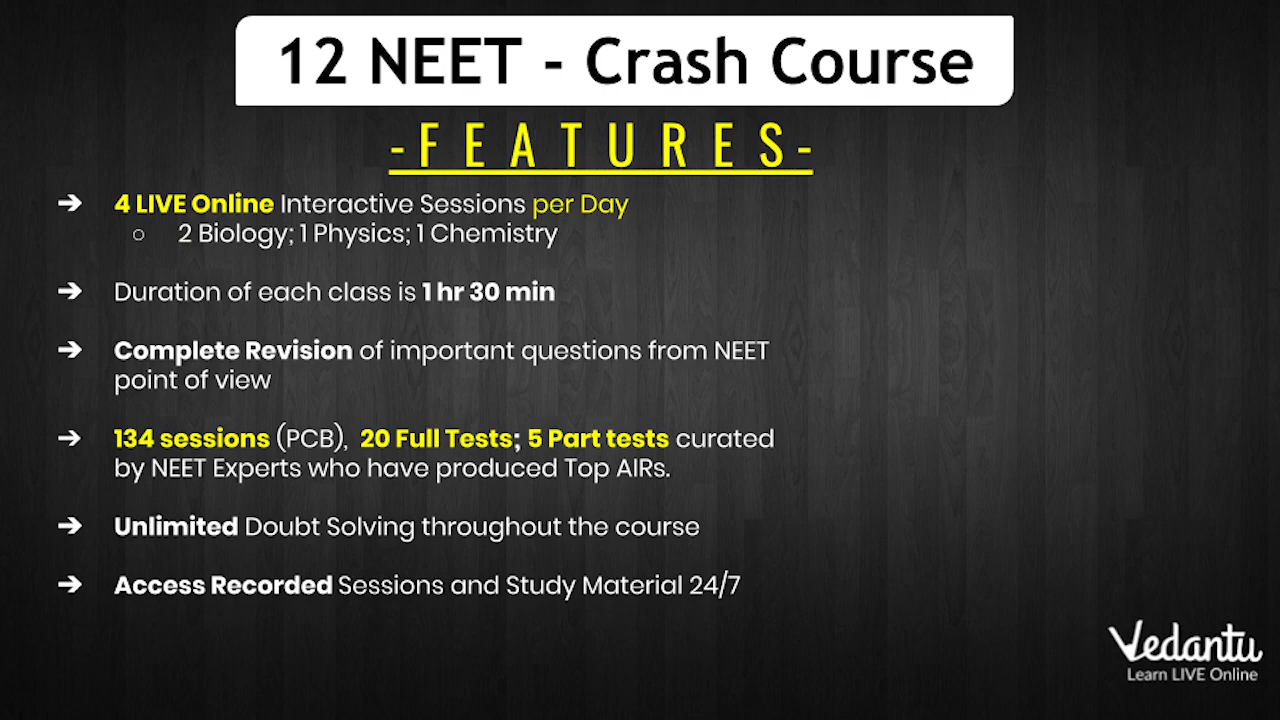 12 NEET - Crash Course
-FEATURES-
➔ 4 LIVE Online Interactive Sessions per Day
○ 2 Biology; 1 Physics; 1 Chemistry
➔ Duration of each class is 1 hr 30 min
➔ Complete Revision of important questions from NEET
point of view
➔ 134 sessions (PCB), 20 Full Tests; 5 Part tests curated
by NEET Experts who have produced Top AIRs.
➔ Unlimited Doubt Solving throughout the course
➔ Access Recorded Sessions and Study Material 24/7
Vedantu
Learn LIVE Online